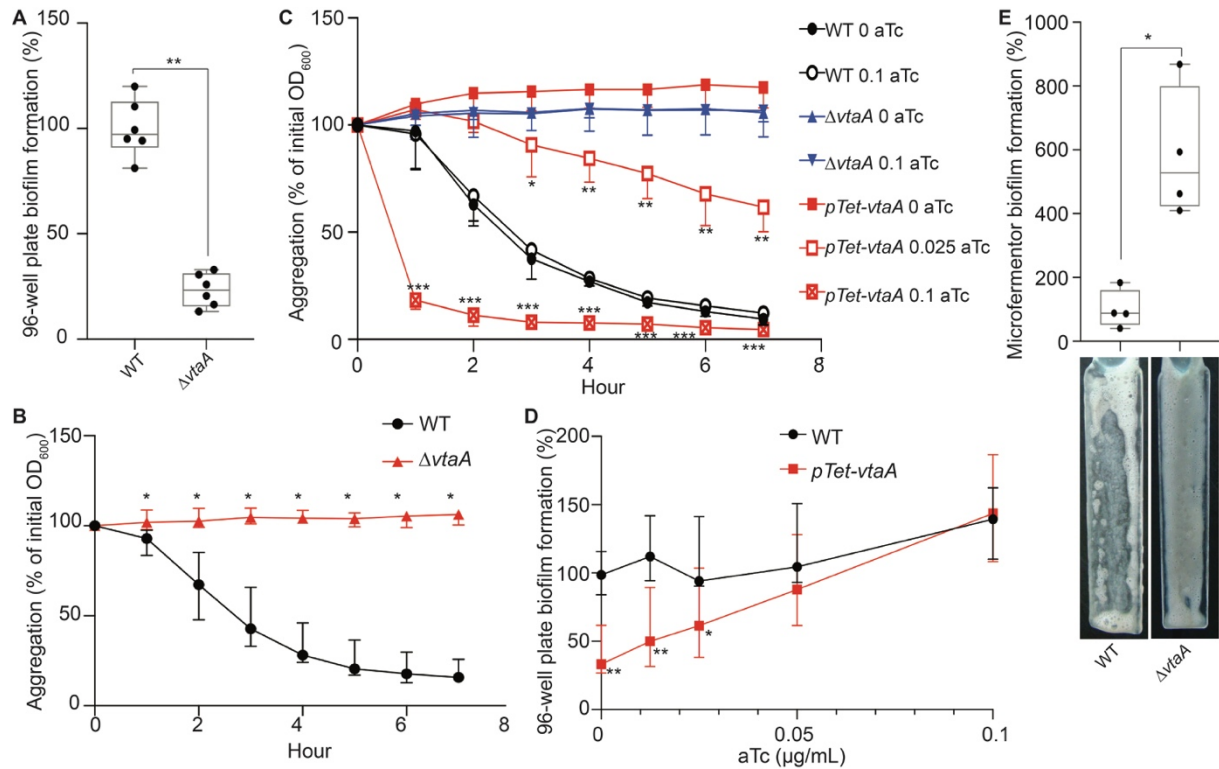 A
96-well plate biofilm formation (%)
150
100
50
0
**
WT
ΔvtaA
C
Aggregation (% of initial OD600)
150
100
50
0
0 2 4 6 8
Hour
* ** ** ** **
*** *** *** *** *** *** ***
WT 0 aTc
WT 0.1 aTc
ΔvtaA 0 aTc
ΔvtaA 0.1 aTc
pTet-vtaA 0 aTc
pTet-vtaA 0.025 aTc
pTet-vtaA 0.1 aTc
E
Microfermentor biofilm formation (%)
1000
800
600
400
200
0
*
WT
ΔvtaA
B
Aggregation (% of initial OD600)
150
100
50
0
0 2 4 6 8
Hour
* * * * * * *
WT
ΔvtaA
D
96-well plate biofilm formation (%)
200
150
100
50
0
0 0.05 0.1
aTc (µg/mL)
** ** *
WT
pTet-vtaA